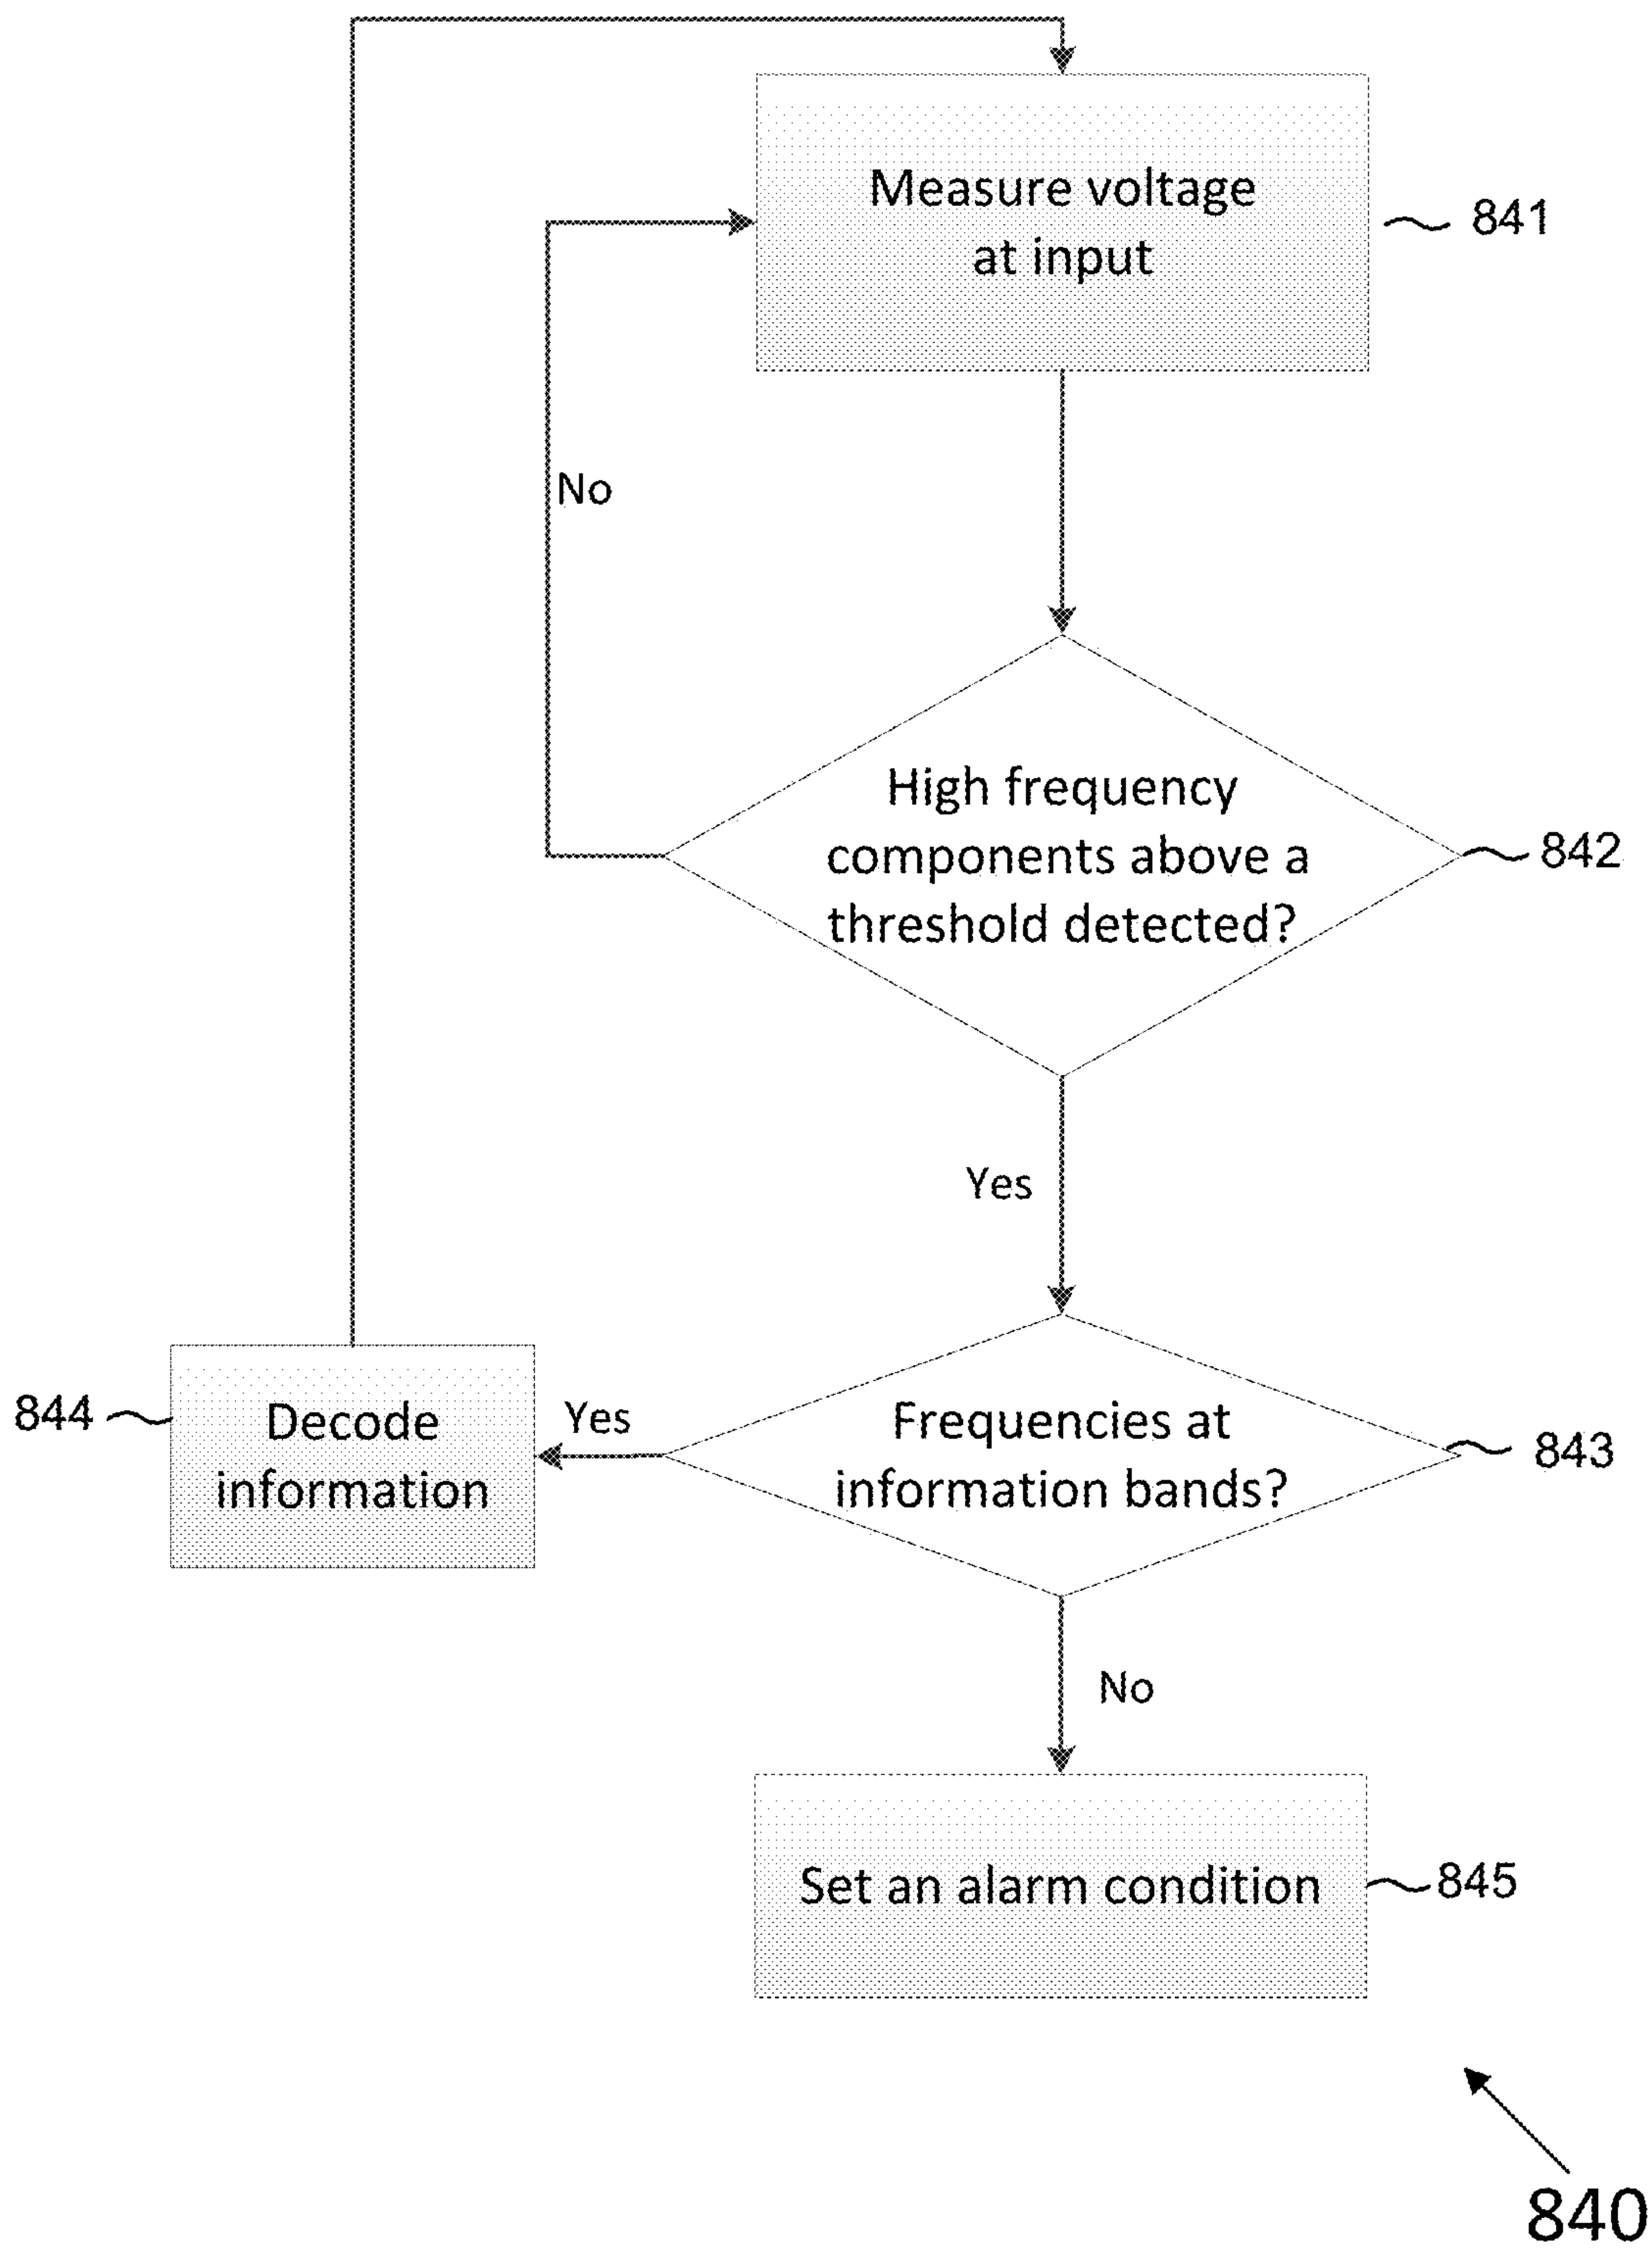 Measure voltage
at input
841
No
High frequency
components above a
threshold detected?
842
Yes
844
Decode
information
Yes
Frequencies at
information bands?
843
No
Set an alarm condition
845
840